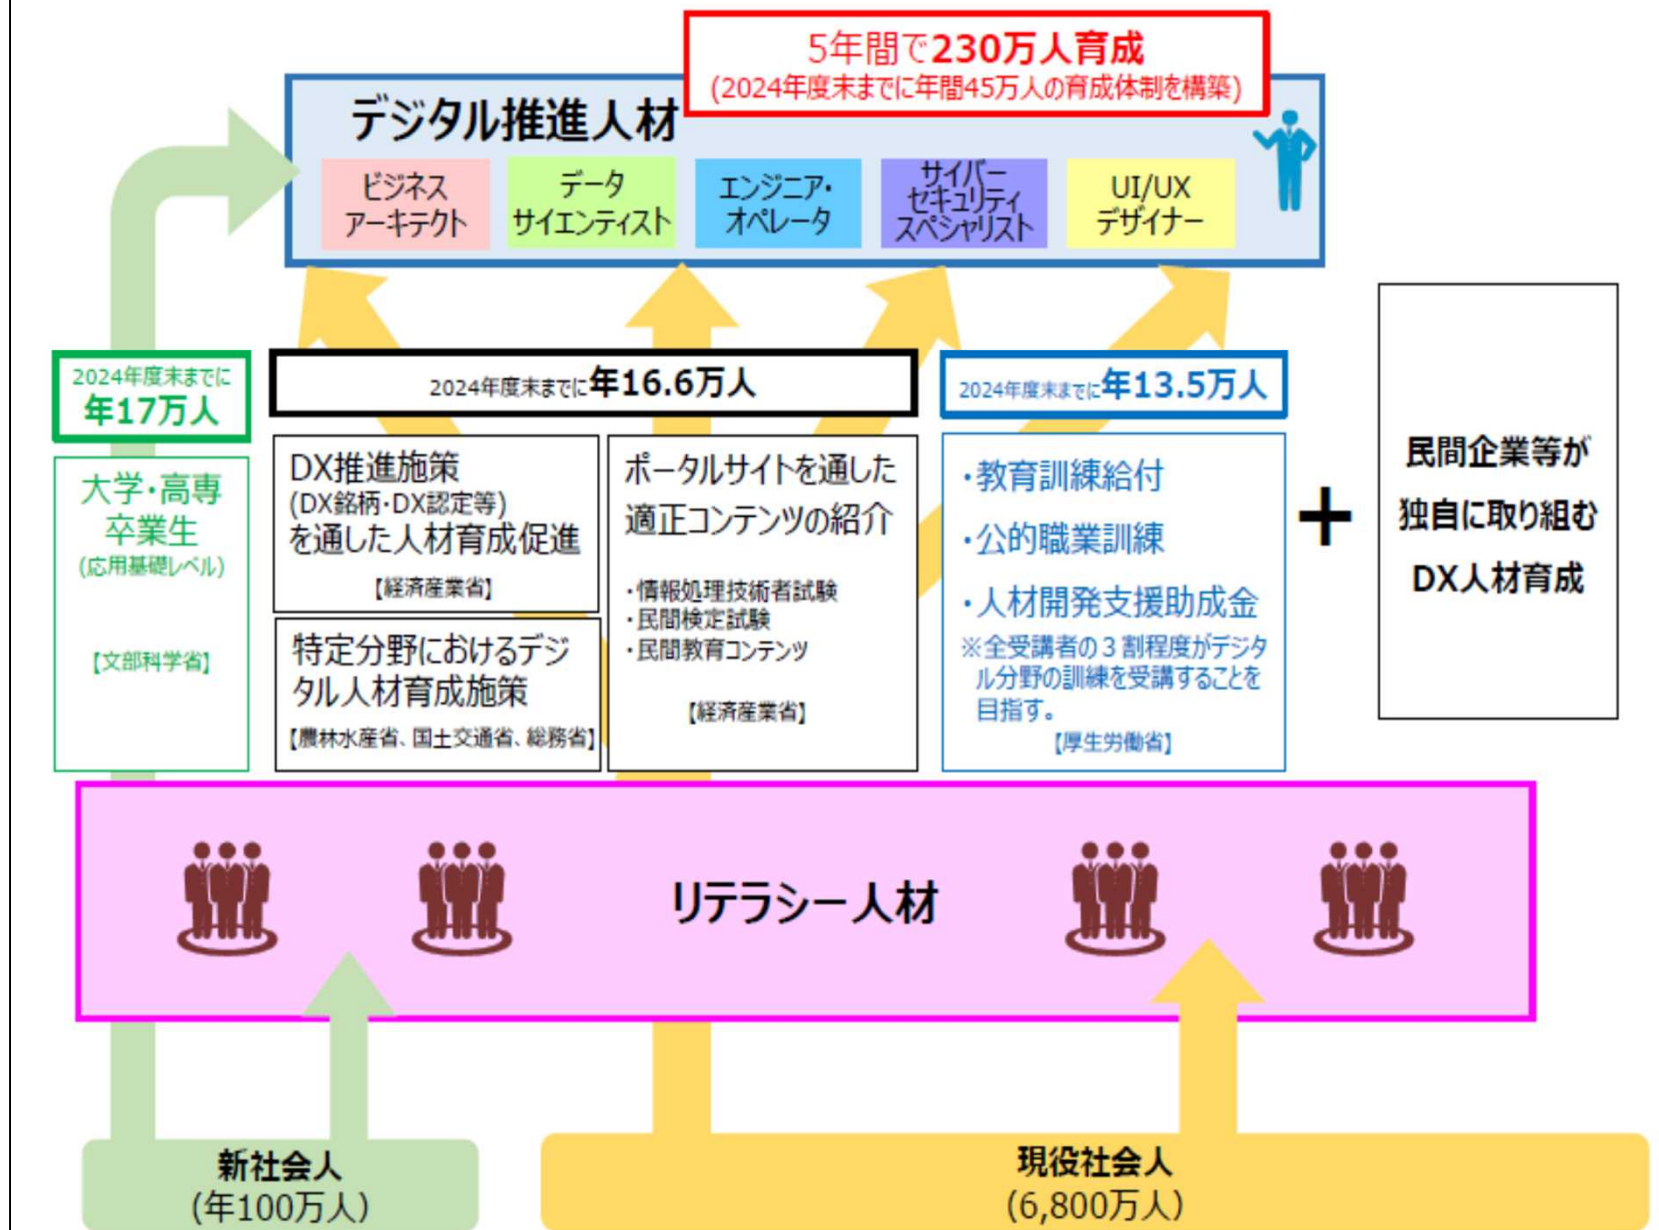 5年間で230万人育成
(2024年度末までに年間45万人の育成体制を構築)
デジタル推進人材
ビジネス
アーキテクト
データ
サイエンティスト
エンジニア・
オペレータ
サイバー
セキュリティ
スペシャリスト
UI/UX
デザイナー
2024年度末までに
年17万人
大学・高専
卒業生
(応用基礎レベル)
【文部科学省】
2024年度末までに年16.6万人
DX推進施策
(DX銘柄・DX認定等)
を通した人材育成促進
【経済産業省】
特定分野におけるデジ
タル人材育成施策
【農林水産省、国土交通省、総務省】
ポータルサイトを通した
適正コンテンツの紹介
・情報処理技術者試験
・民間検定試験
・民間教育コンテンツ
【経済産業省】
2024年度末までに年13.5万人
・教育訓練給付
・公的職業訓練
・人材開発支援助成金
※全受講者の3割程度がデジタ
ル分野の訓練を受講することを
目指す。
【厚生労働省】
+
民間企業等が
独自に取り組む
DX人材育成
リテラシー人材
新社会人
(年100万人)
現役社会人
(6,800万人)